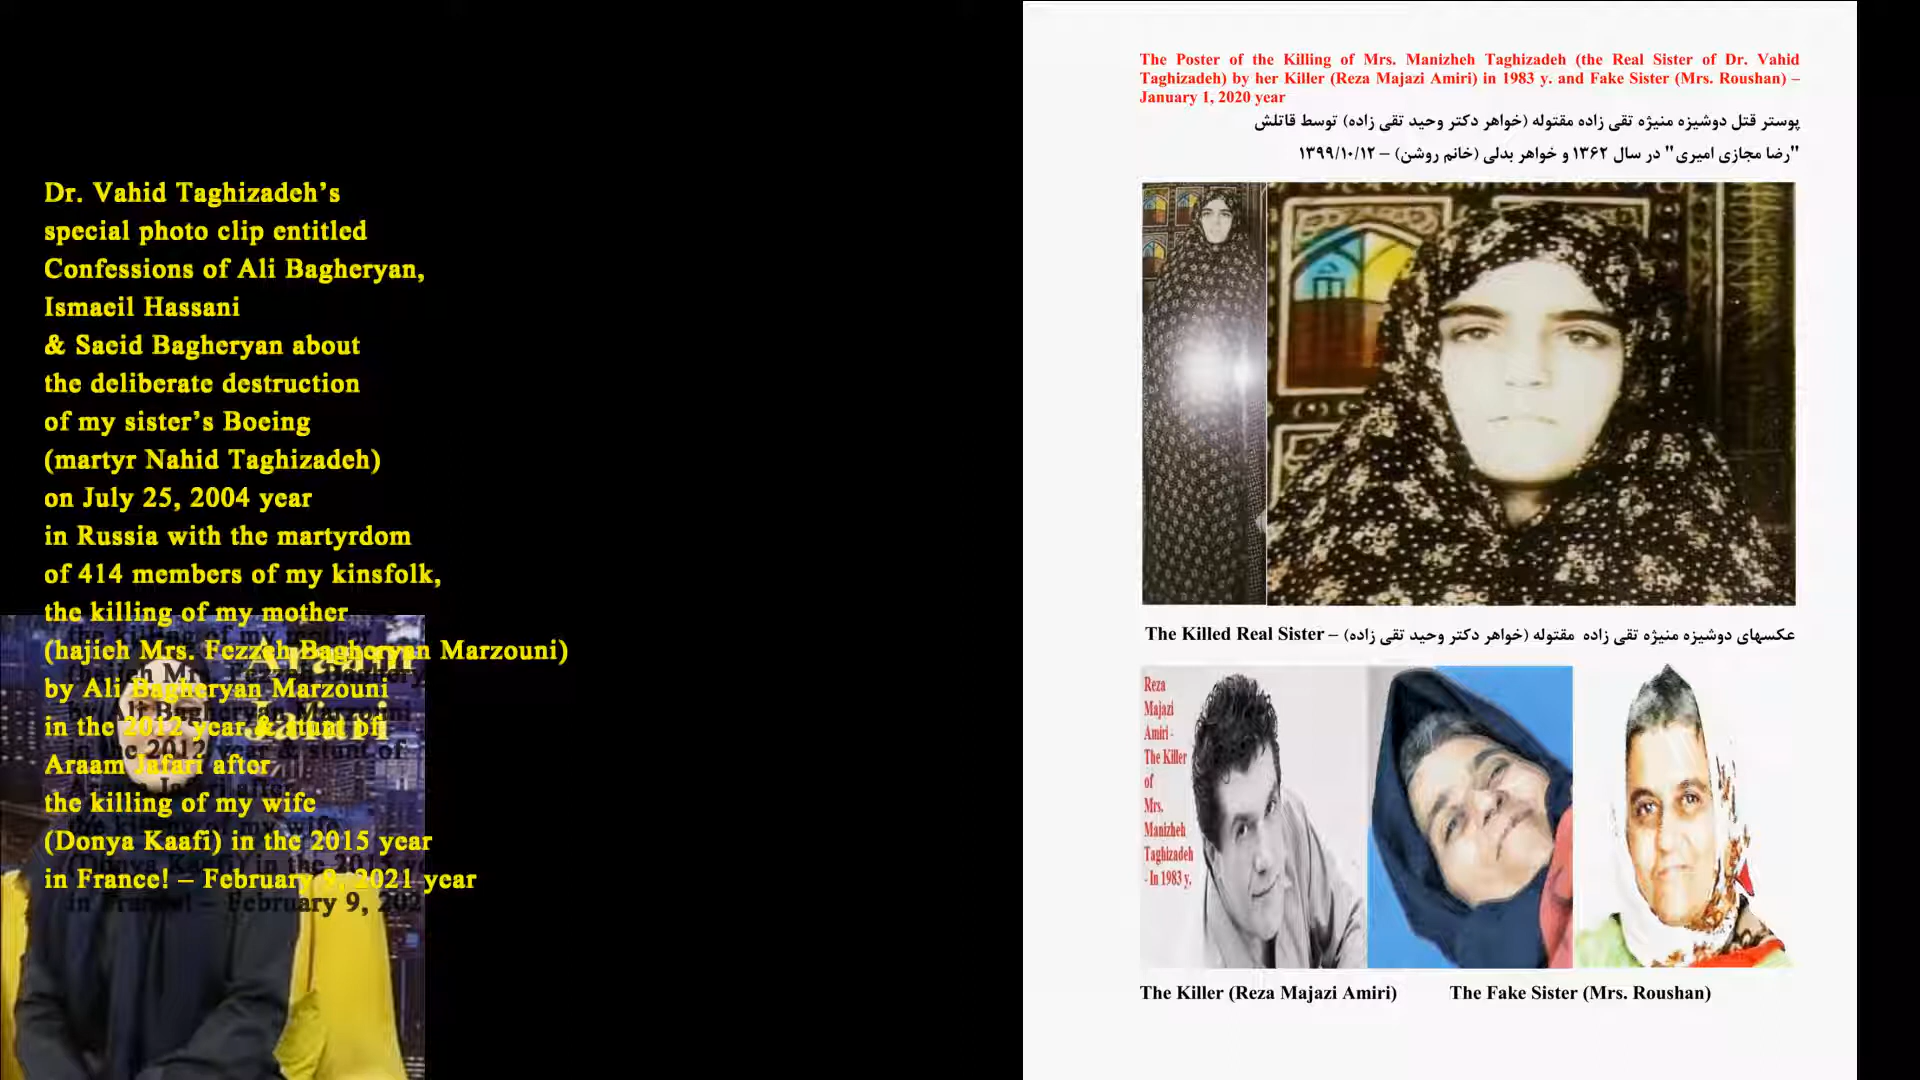 Dr. Vahid Taghizadeh's
special photo clip entitled
Confessions of Ali Bagheryan,
Ismaeil Hassani
& Saeid Bagheryan about
the deliberate destruction
of my sister's Boeing
(martyr Nahid Taghizadeh)
on July 25, 2004 year
in Russia with the martyrdom
of 414 members of my kinsfolk,
the killing of my mother
(hajieh Mrs. Fezzeh Bagheryan Marzouni)
by Ali Bagheryan Marzouni
in the 2012 year & stunt of
Araam Jafari after
the killing of my wife
(Donya Kaafi) in the 2015 year
in France! – February 9, 2021 year
Araam
Jafari
The Poster of the Killing of Mrs. Manizheh Taghizadeh (the Real Sister of Dr. Vahid
Taghizadeh) by her Killer (Reza Majazi Amiri) in 1983 y. and Fake Sister (Mrs. Roushan) –
January 1, 2020 year
پوستر قتل دوشیزه منیژه تقی زاده مقتوله (خواهر دکتر وحید تقی زاده) توسط قاتلش
"رضا مجازی امیری" در سال ۱۳۶۲ و خواهر بدلی (خانم روشن) – ۱۳۹۹/۱۰/۱۲
The Killed Real Sister – عکسهای دوشیزه منیژه تقی زاده مقتوله (خواهر دکتر وحید تقی زاده)
Reza
Majazi
Amiri -
The Killer
of
Mrs.
Manizheh
Taghizadeh
- In 1983 y.
The Killer (Reza Majazi Amiri)
The Fake Sister (Mrs. Roushan)